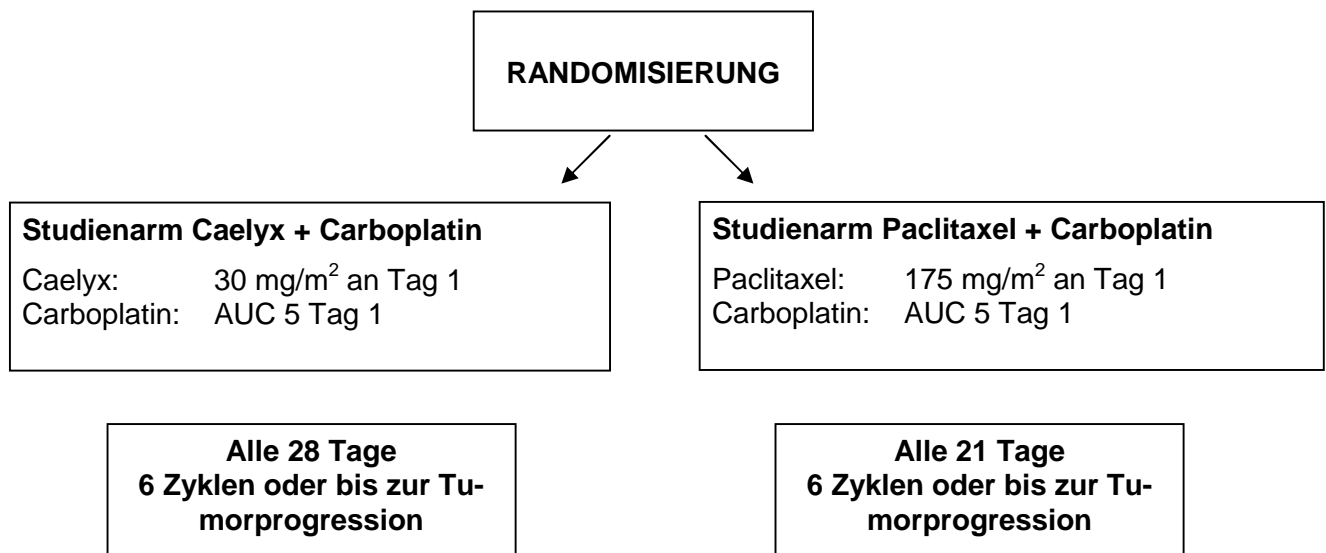 RANDOMISIERUNG
Studienarm Caelyx + Carboplatin
Caelyx: 30 mg/m² an Tag 1
Carboplatin: AUC 5 Tag 1
Studienarm Paclitaxel + Carboplatin
Paclitaxel: 175 mg/m² an Tag 1
Carboplatin: AUC 5 Tag 1
Alle 28 Tage
6 Zyklen oder bis zur Tu-
morprogression
Alle 21 Tage
6 Zyklen oder bis zur Tu-
morprogression